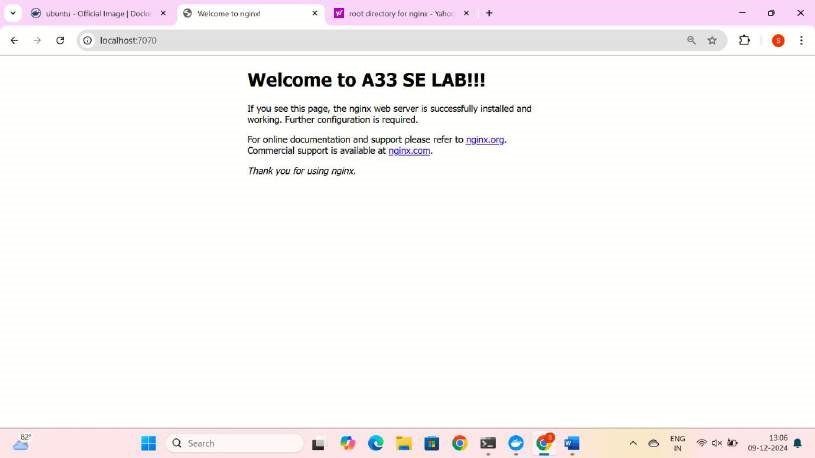 ubuntu - Official Image | Docke
Welcome to nginx!
root directory for nginx - Yahoo
localhost:7070
S
Welcome to A33 SE LAB!!!
If you see this page, the nginx web server is successfully installed and
working. Further configuration is required.
For online documentation and support please refer to nginx.org.
Commercial support is available at nginx.com.
Thank you for using nginx.
82°
Search
ENG
IN
13:06
09-12-2024